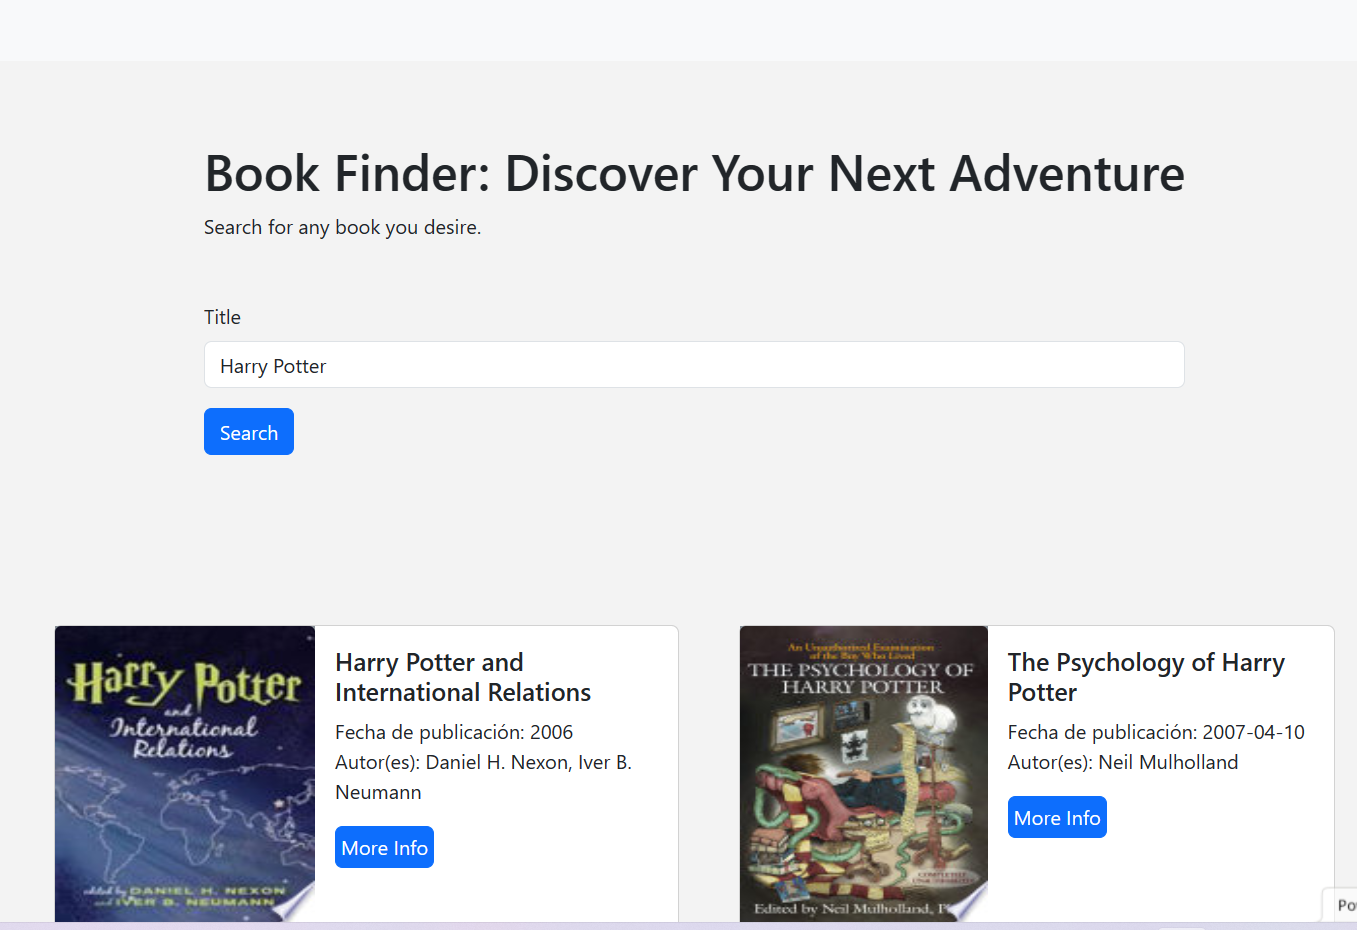 Book Finder: Discover Your Next Adventure
Search for any book you desire.
Title
Harry Potter
Search
Harry Potter
and
International
Relations
edited by DANIEL H. NEXON
and IVER B. NEUMANN
Harry Potter and
International Relations
Fecha de publicación: 2006
Autor(es): Daniel H. Nexon, Iver B.
Neumann
More Info
An Unauthorized Examination
of the Boy Who Lived
THE PSYCHOLOGY OF
HARRY POTTER
Edited by Neil Mulholland,
The Psychology of Harry
Potter
Fecha de publicación: 2007-04-10
Autor(es): Neil Mulholland
More Info